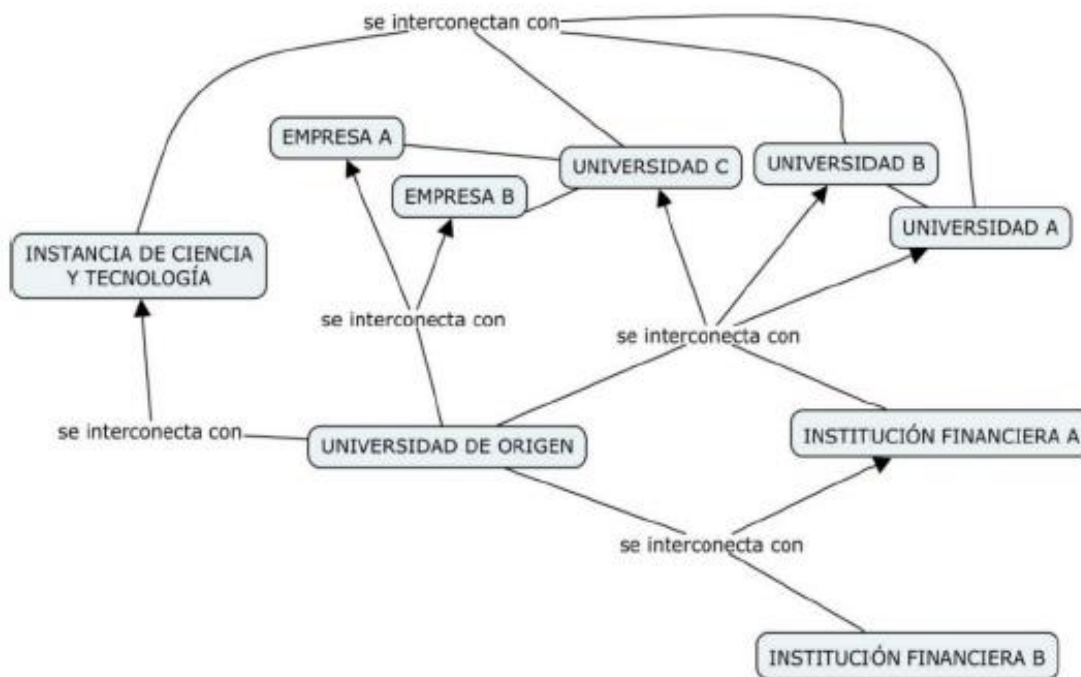 se interconectan con
EMPRESA A
UNIVERSIDAD C
UNIVERSIDAD B
EMPRESA B
UNIVERSIDAD A
INSTANCIA DE CIENCIA
Y TECNOLOGÍA
se interconecta con
se interconecta con
se interconecta con
UNIVERSIDAD DE ORIGEN
INSTITUCIÓN FINANCIERA A
se interconecta con
INSTITUCIÓN FINANCIERA B